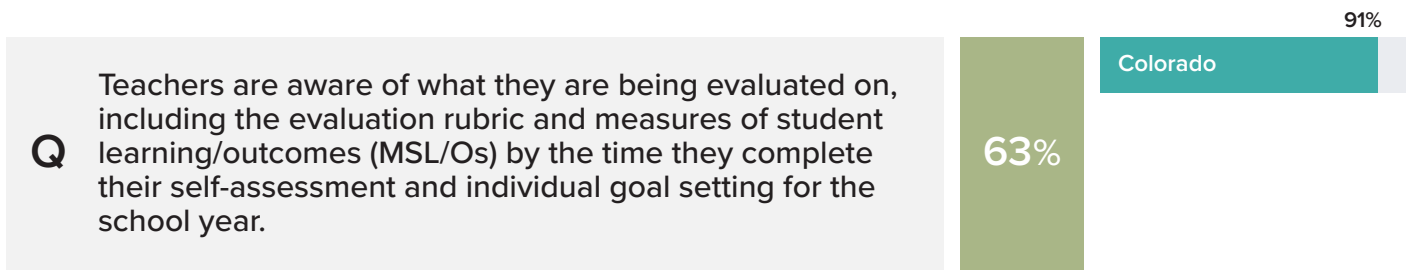 91%
Colorado
Q
Teachers are aware of what they are being evaluated on,
including the evaluation rubric and measures of student
learning/outcomes (MSL/Os) by the time they complete
their self-assessment and individual goal setting for the
school year.
63%